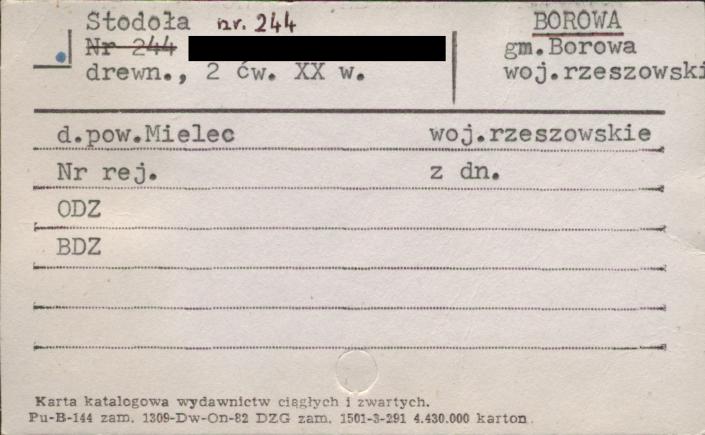 Stodoła nr. 244
BOROWA
Nr 244
gm.Borowa
drewn., 2 ćw. XX w.
woj.rzeszowski
d.pow.Mielec
woj.rzeszowskie
Nr rej.
z dn.
ODZ
BDZ
Karta katalogowa wydawnictw ciągłych i zwartych.
Pu-B-144 zam. 1309-Dw-On-82 DZG zam. 1501-3-291 4.430.000 karton